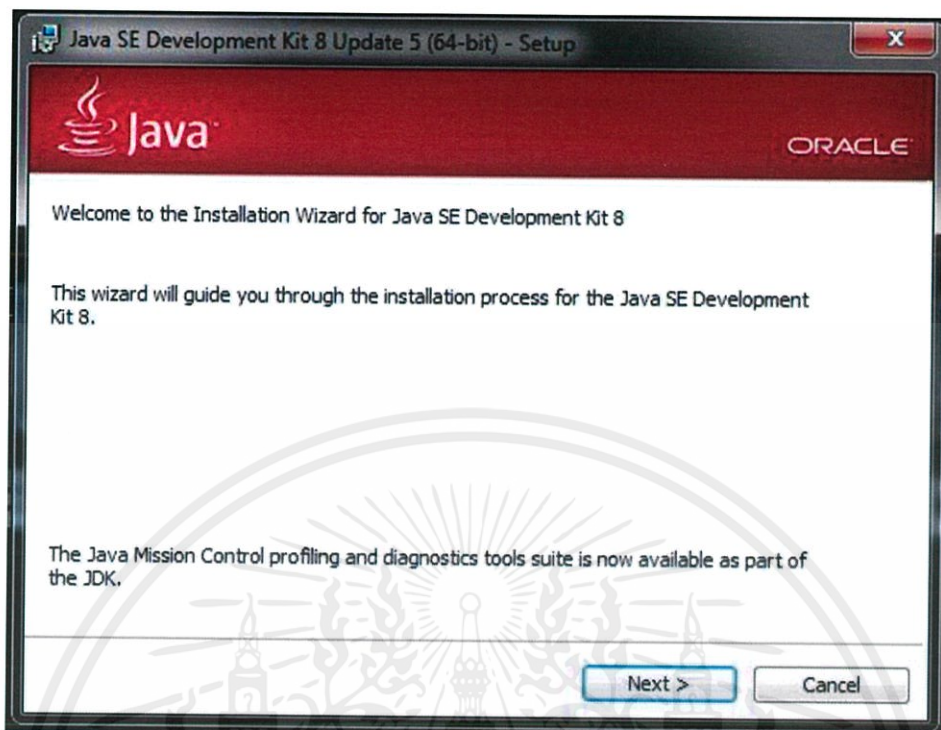 Java SE Development Kit 8 Update 5 (64-bit) - Setup
Java
ORACLE
Welcome to the Installation Wizard for Java SE Development Kit 8
This wizard will guide you through the installation process for the Java SE Development
Kit 8.
The Java Mission Control profiling and diagnostics tools suite is now available as part of
the JDK.
Next >
Cancel